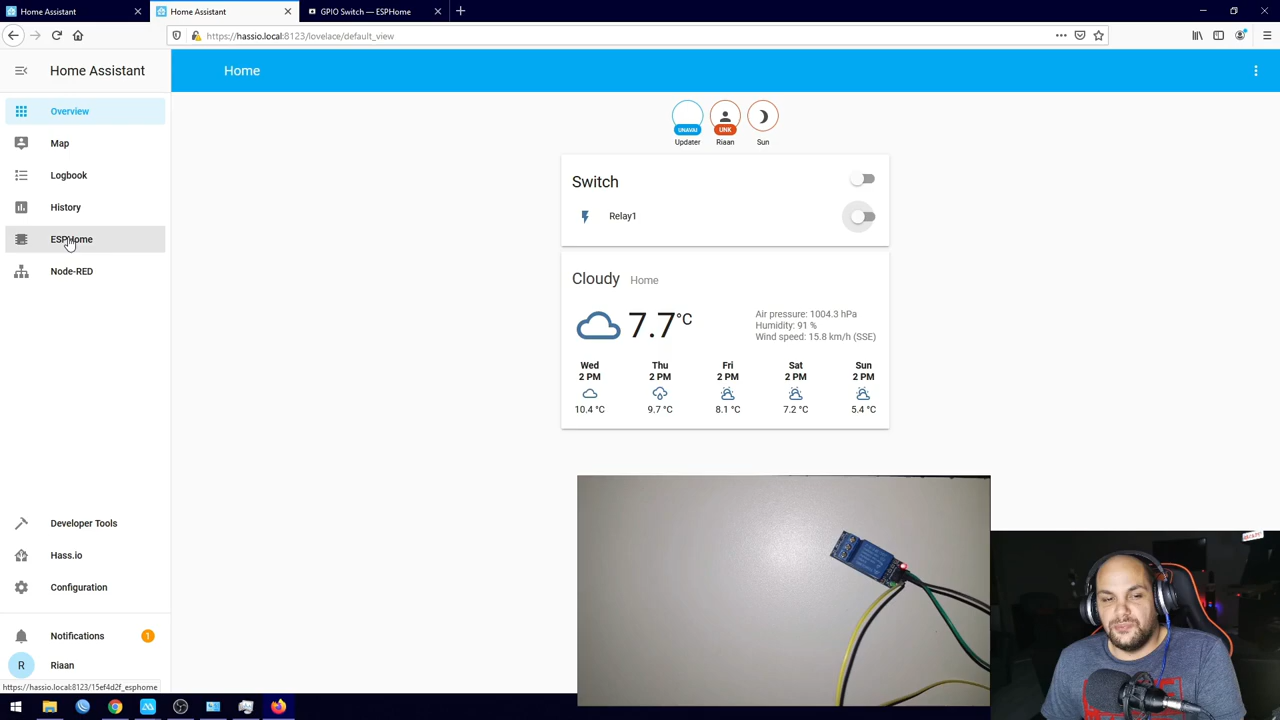 Home Assistant
Home Assistant
GPIO Switch — ESPHome
https://hassio.local:8123/lovelace/default_view
Home Assistant
Home
Overview
Map
Logbook
History
ESPHome
Node-RED
Developer Tools
Hass.io
Configuration
Notifications
1
R
Riaan
https://hassio.local:8123/15ef4d2f_esphome
UNAVAI
UNK
Updater
Riaan
Sun
Switch
Relay1
Cloudy
Home
7.7°C
Air pressure: 1004.3 hPa
Humidity: 91 %
Wind speed: 15.8 km/h (SSE)
Wed Thu Fri Sat Sun
2 PM 2 PM 2 PM 2 PM 2 PM
10.4 °C 9.7 °C 8.1 °C 7.2 °C 5.4 °C